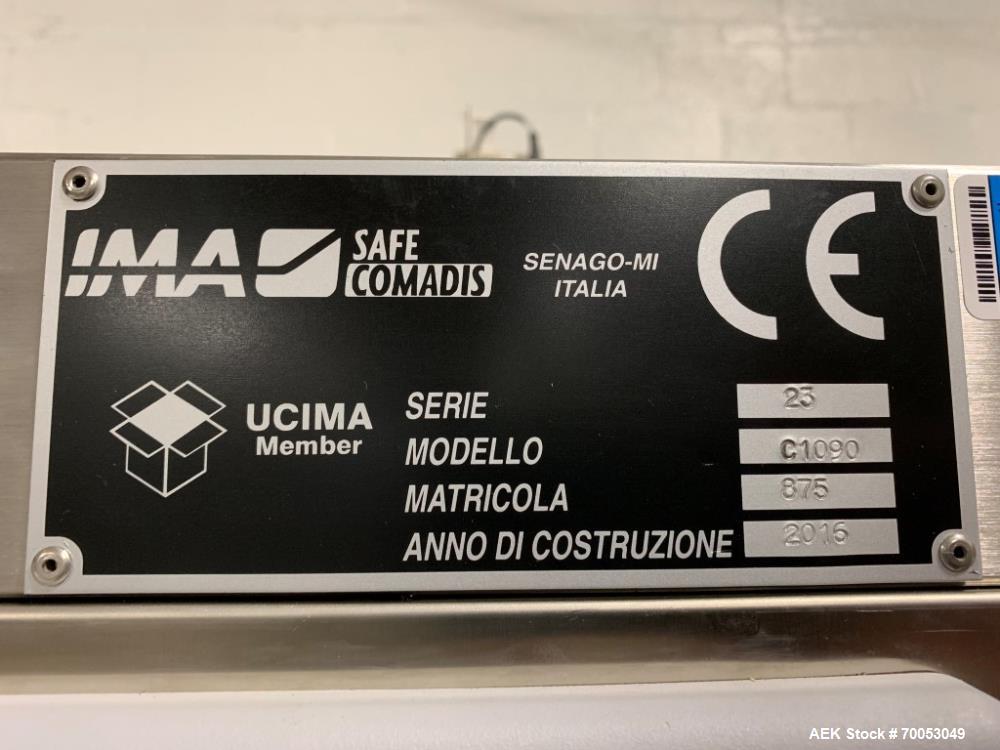 IMA SAFE COMADIS
SENAGO-MI
ITALIA
CE
UCIMA
Member
SERIE 23
MODELLO C1090
MATRICOLA 875
ANNO DI COSTRUZIONE 2016
AEK Stock # 70053049